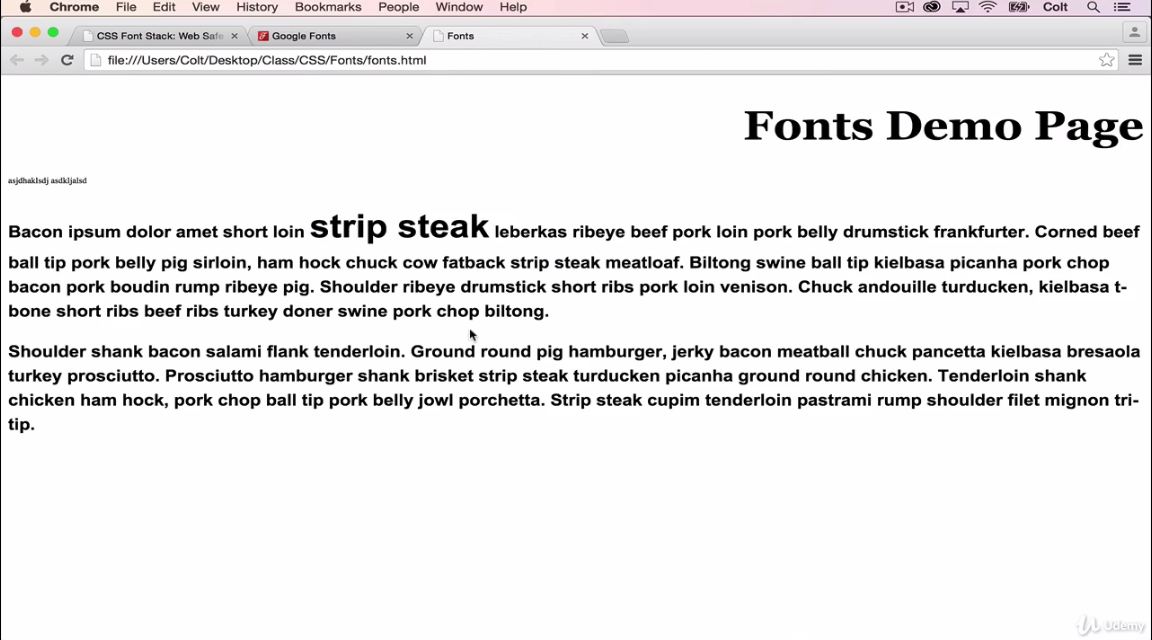 Chrome File Edit View History Bookmarks People Window Help Colt
CSS Font Stack: Web Safe Google Fonts Fonts
file:///Users/Colt/Desktop/Class/CSS/Fonts/fonts.html
Fonts Demo Page
asjdhaklsdj asdkljalsd
Bacon ipsum dolor amet short loin strip steak leberkas ribeye beef pork loin pork belly drumstick frankfurter. Corned beef
ball tip pork belly pig sirloin, ham hock chuck cow fatback strip steak meatloaf. Biltong swine ball tip kielbasa picanha pork chop
bacon pork boudin rump ribeye pig. Shoulder ribeye drumstick short ribs pork loin venison. Chuck andouille turducken, kielbasa t-
bone short ribs beef ribs turkey doner swine pork chop biltong.
Shoulder shank bacon salami flank tenderloin. Ground round pig hamburger, jerky bacon meatball chuck pancetta kielbasa bresaola
turkey prosciutto. Prosciutto hamburger shank brisket strip steak turducken picanha ground round chicken. Tenderloin shank
chicken ham hock, pork chop ball tip pork belly jowl porchetta. Strip steak cupim tenderloin pastrami rump shoulder filet mignon tri-
tip.
Udemy